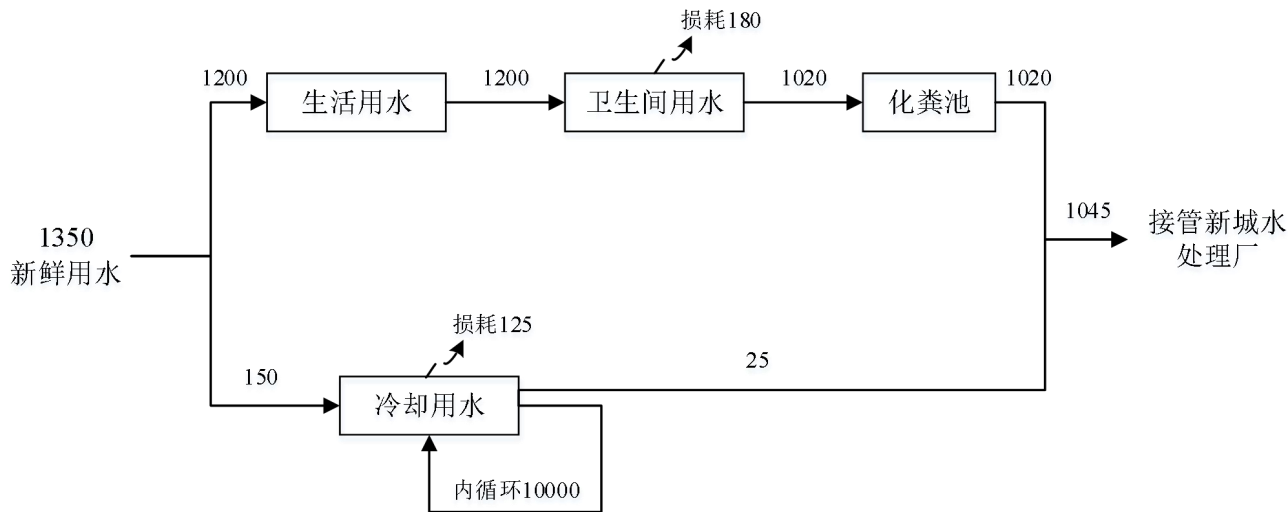 损耗180
1200
1200
1020
1020
生活用水
卫生间用水
化粪池
1350
新鲜用水
1045
接管新城水
处理厂
损耗125
150
25
冷却用水
内循环10000